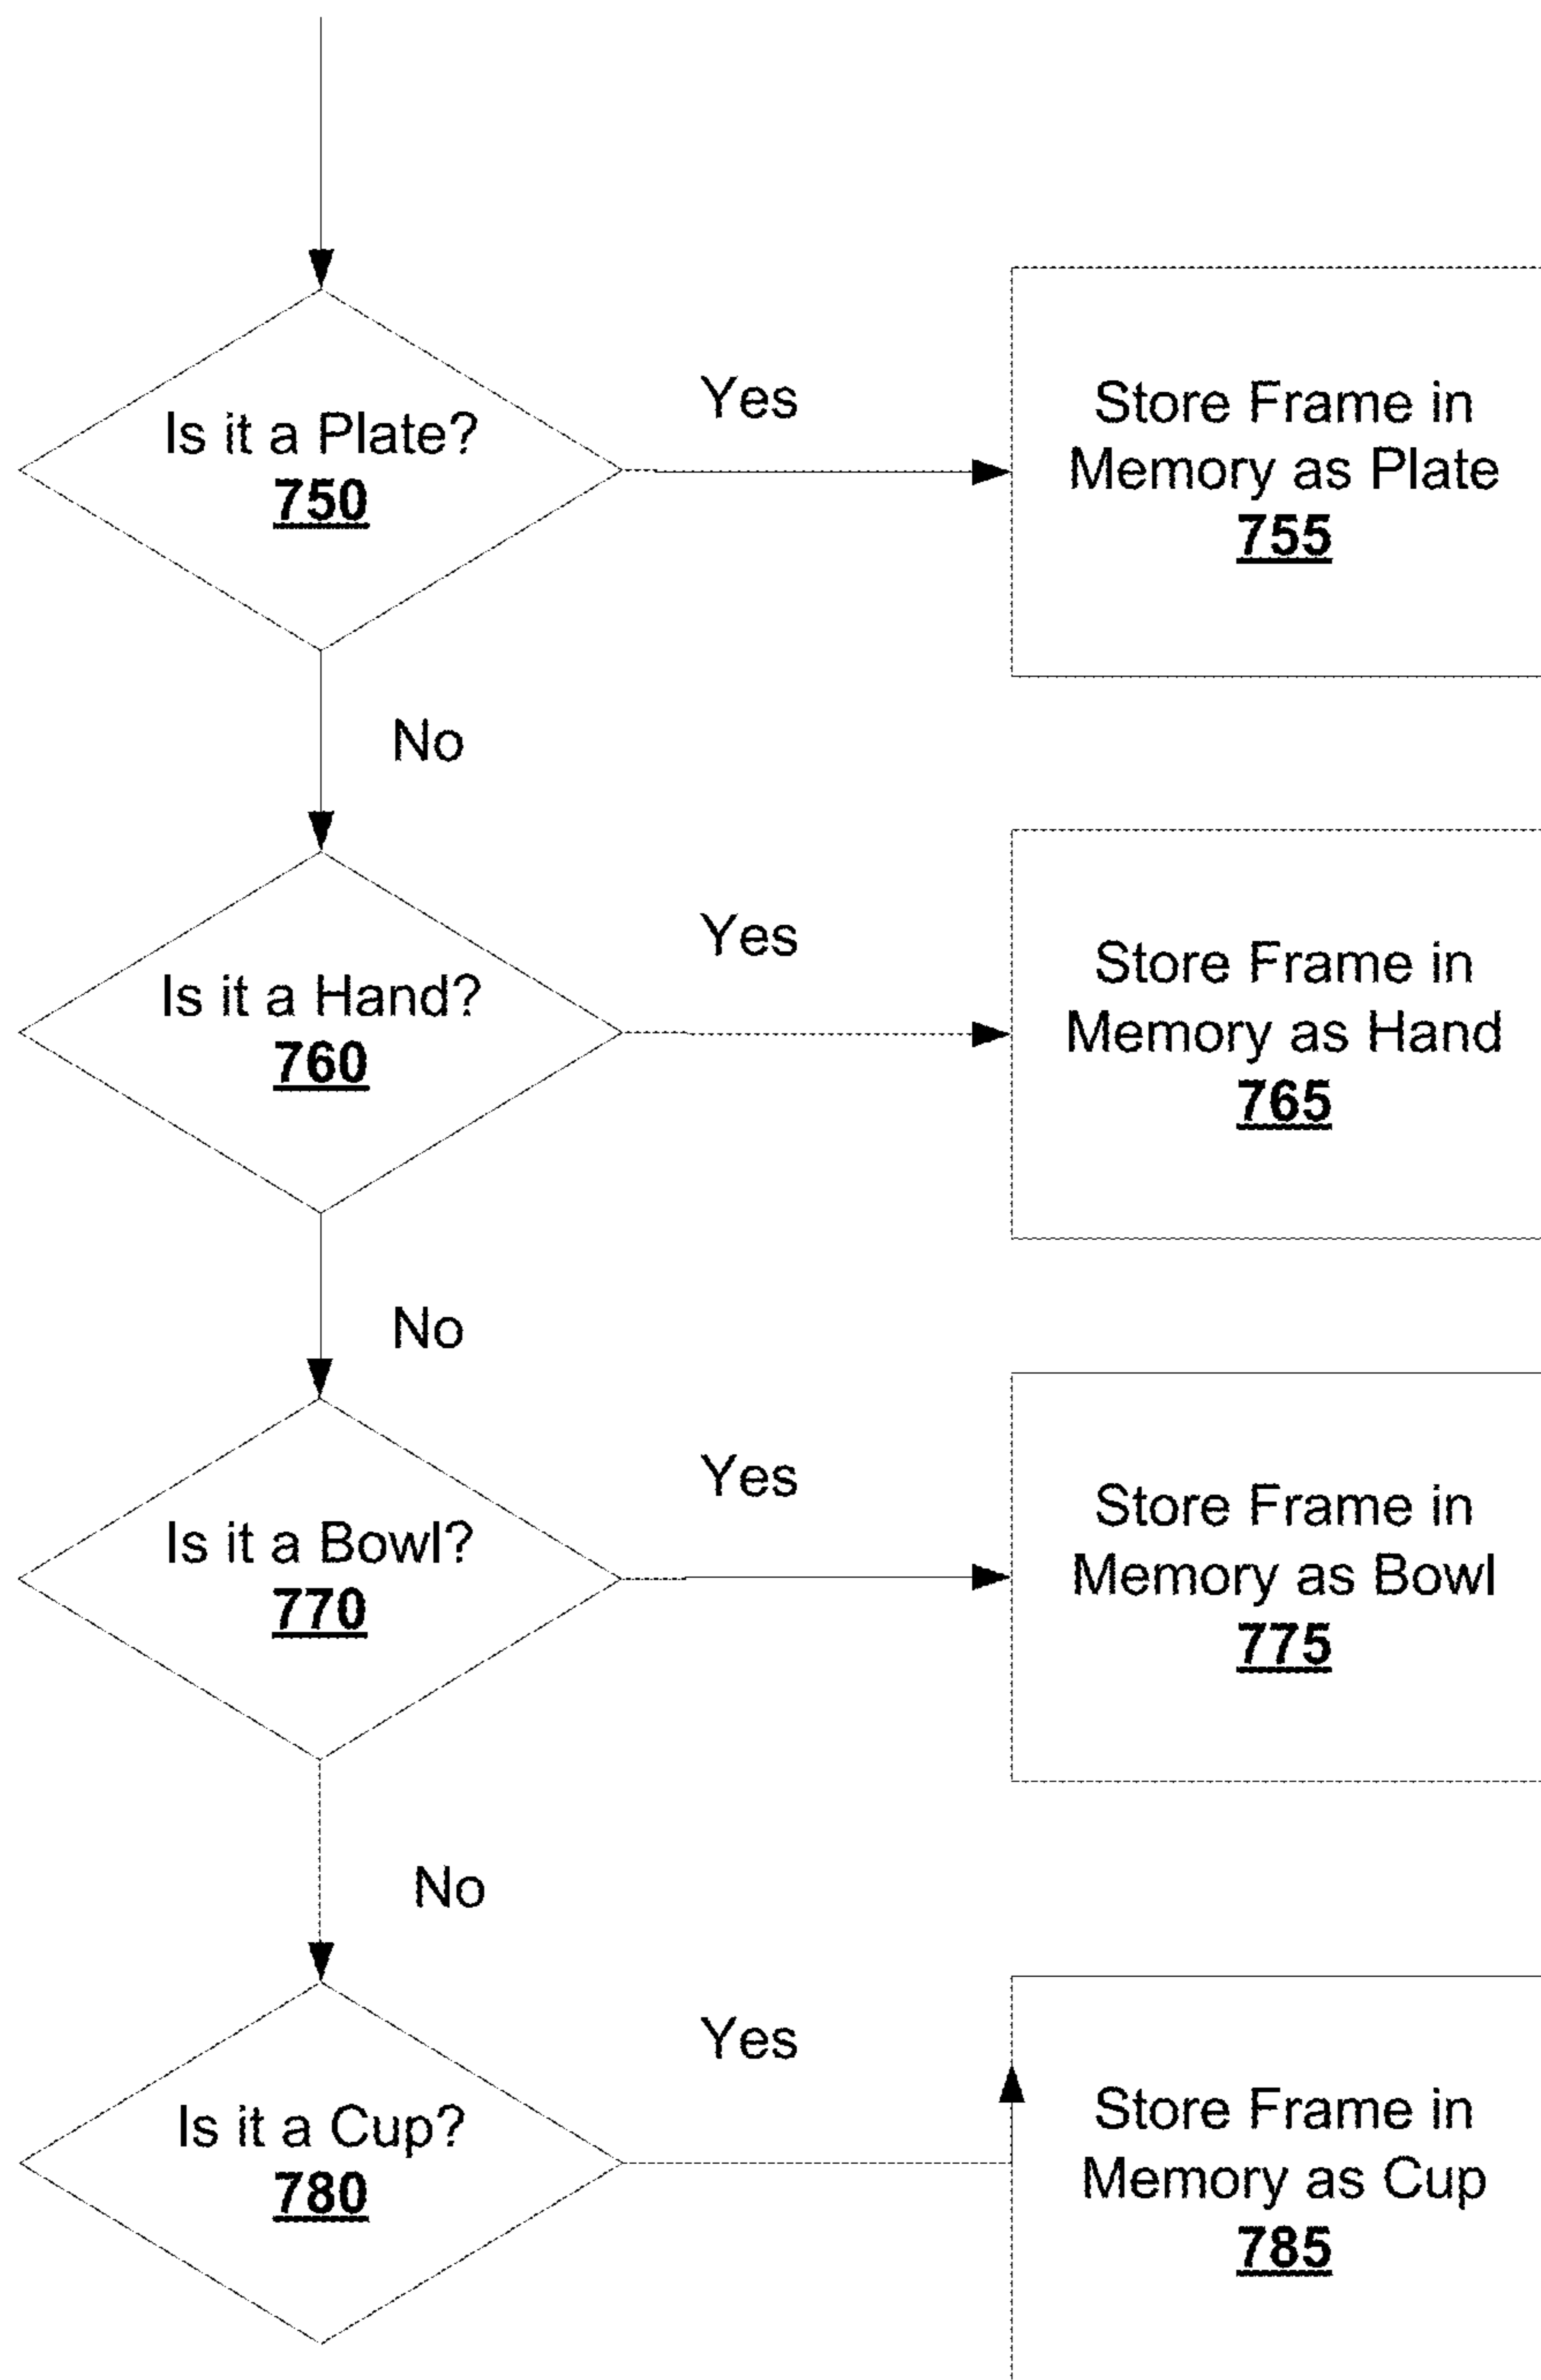 Is it a Plate?
750
Yes
Store Frame in
Memory as Plate
755
No
Is it a Hand?
760
Yes
Store Frame in
Memory as Hand
765
No
Is it a Bowl?
770
Yes
Store Frame in
Memory as Bowl
775
No
Is it a Cup?
780
Yes
Store Frame in
Memory as Cup
785